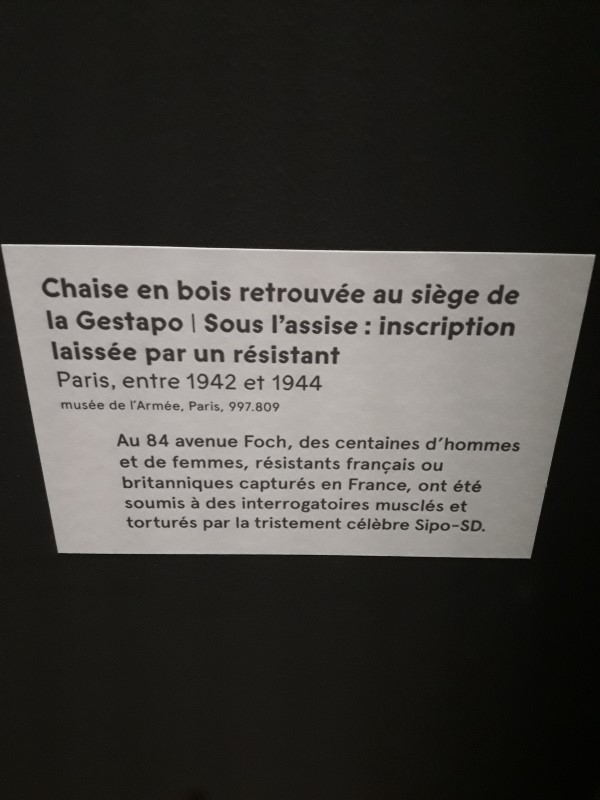 Chaise en bois retrouvée au siège de
la Gestapo | Sous l'assise : inscription
laissée par un résistant
Paris, entre 1942 et 1944
musée de l'Armée, Paris, 997.809
Au 84 avenue Foch, des centaines d'hommes
et de femmes, résistants français ou
britanniques capturés en France, ont été
soumis à des interrogatoires musclés et
torturés par la tristement célèbre Sipo-SD.